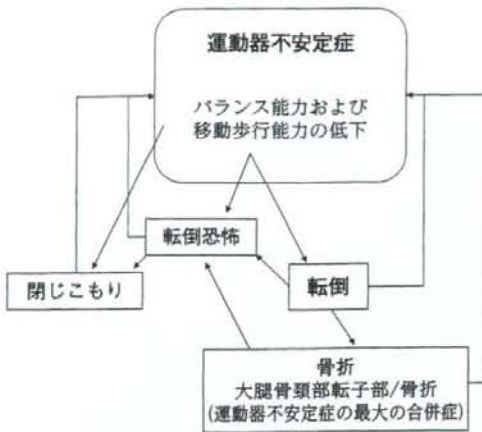 運動器不安定症
バランス能力および
移動歩行能力の低下
転倒恐怖
閉じこもり
転倒
骨折
大腿骨頸部転子部/骨折
(運動器不安定症の最大の合併症)